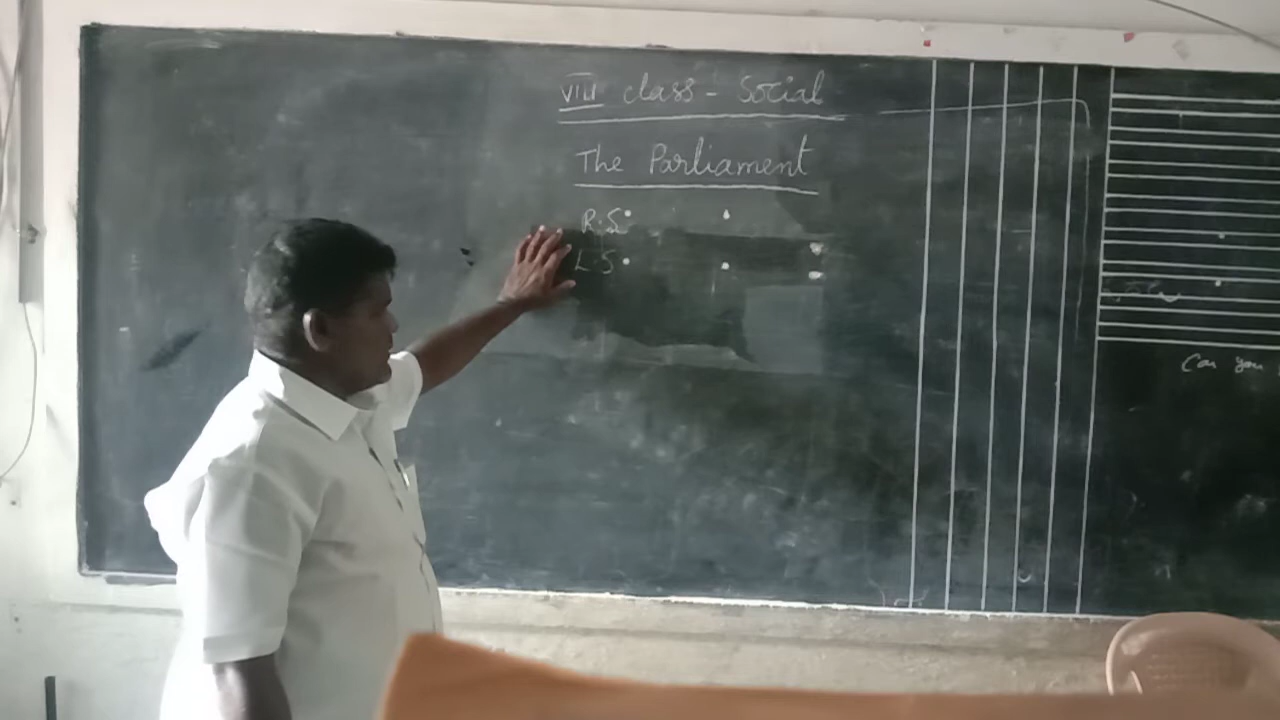 VIII class - Social
The Parliament
R.S
L.S
Can you